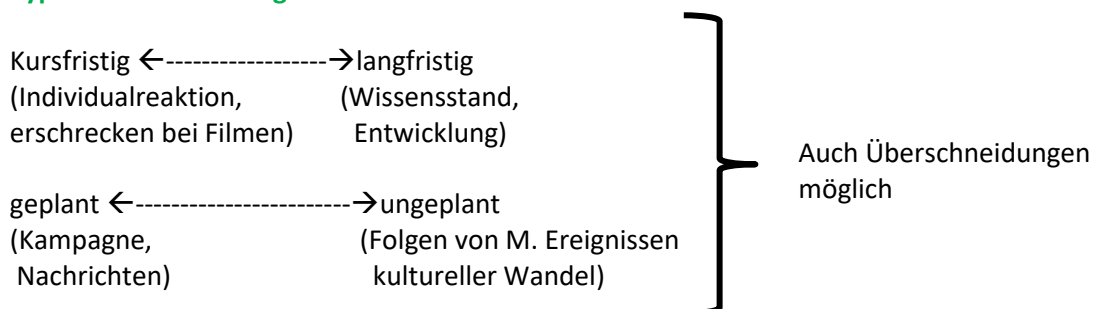 Kursfristig ←------------------→langfristig
(Individualreaktion, (Wissensstand,
erschrecken bei Filmen) Entwicklung)
geplant ←------------------------→ungeplant
(Kampagne, (Folgen von M. Ereignissen
Nachrichten) kultureller Wandel)
Auch Überschneidungen
möglich